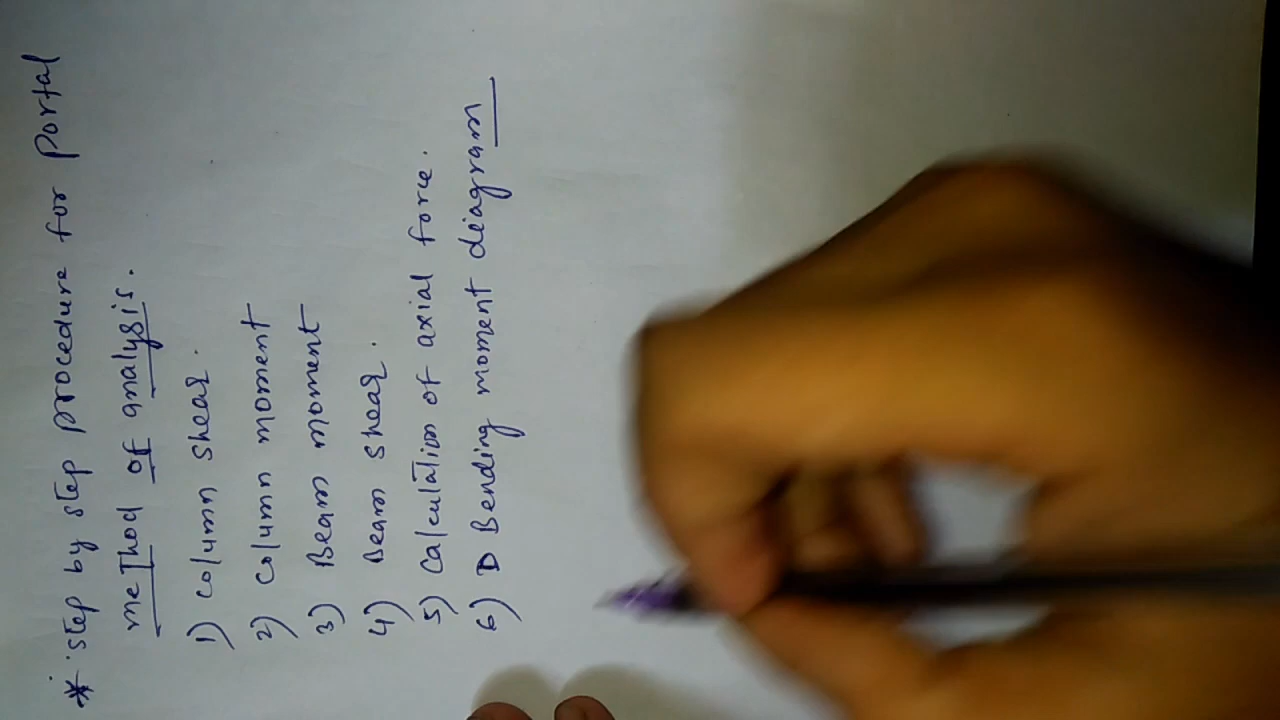 * step by step procedure for portal
method of analysis.
1) column shear.
2) column moment
3) Beam moment
4) Beam shear.
5) calculation of axial force.
6) D Bending moment diagram